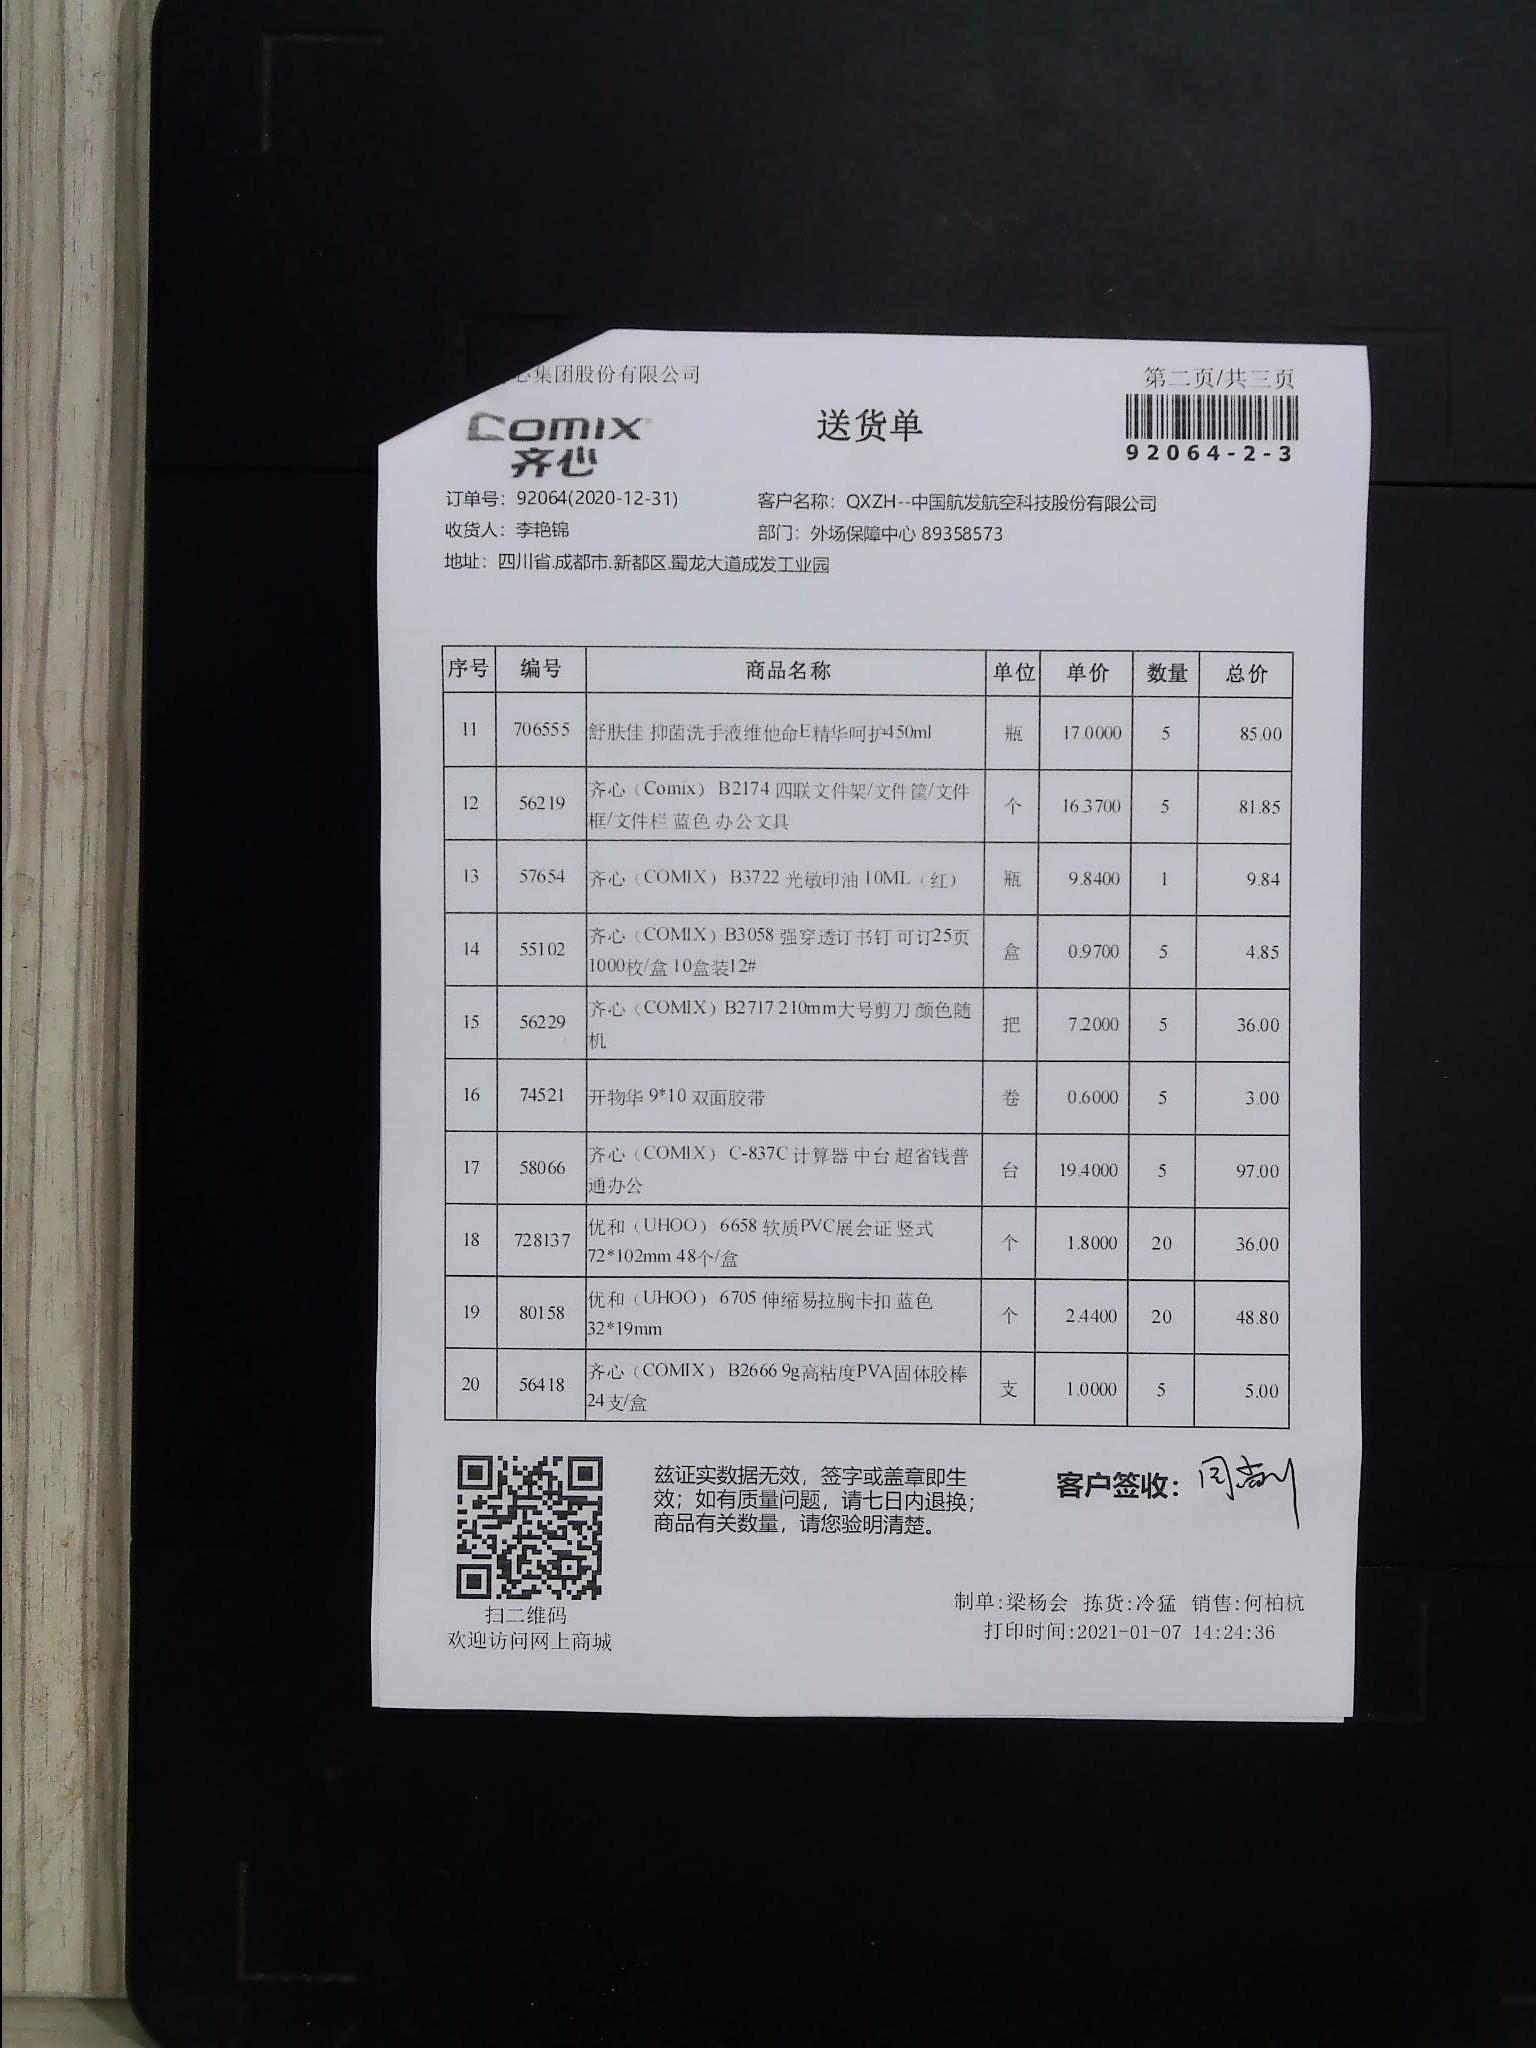 心集团股份有限公司
第二页/共三页
Comix
齐心
送货单
92064-2-3
订单号：92064(2020-12-31)
客户名称：QXZH--中国航发航空科技股份有限公司
收货人：李艳锦
部门：外场保障中心 89358573
地址：四川省.成都市.新都区.蜀龙大道成发工业园
序号 编号 商品名称 单位 单价 数量 总价
11 706555 舒肤佳 抑菌洗手液维他命E精华呵护450ml 瓶 17.0000 5 85.00
12 56219 齐心（Comix） B2174 四联文件架/文件筐/文件
框/文件栏 蓝色 办公文具 个 16.3700 5 81.85
13 57654 齐心（COMIX） B3722 光敏印油 10ML（红） 瓶 9.8400 1 9.84
14 55102 齐心（COMIX）B3058 强穿透订书钉 可订25页
1000枚/盒 10盒装12# 盒 0.9700 5 4.85
15 56229 齐心（COMIX）B2717 210mm大号剪刀 颜色随
机 把 7.2000 5 36.00
16 74521 开物华 9*10 双面胶带 卷 0.6000 5 3.00
17 58066 齐心（COMIX） C-837C 计算器 中台 超省钱普
通办公 台 19.4000 5 97.00
18 728137 优和（UHOO） 6658 软质PVC展会证 竖式
72*102mm 48个/盒 个 1.8000 20 36.00
19 80158 优和（UHOO） 6705 伸缩易拉胸卡扣 蓝色
32*19mm 个 2.4400 20 48.80
20 56418 齐心（COMIX） B2666 9g高粘度PVA固体胶棒
24支/盒 支 1.0000 5 5.00
兹证实数据无效，签字或盖章即生
效；如有质量问题，请七日内退换；
商品有关数量，请您验明清楚。
客户签收：
扫二维码
欢迎访问网上商城
制单:梁杨会 拣货:冷猛 销售:何柏杭
打印时间:2021-01-07 14:24:36